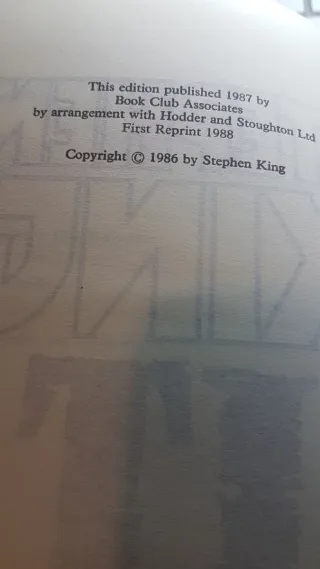 This edition published 1987 by
Book Club Associates
by arrangement with Hodder and Stoughton Ltd
First Reprint 1988
Copyright © 1986 by Stephen King